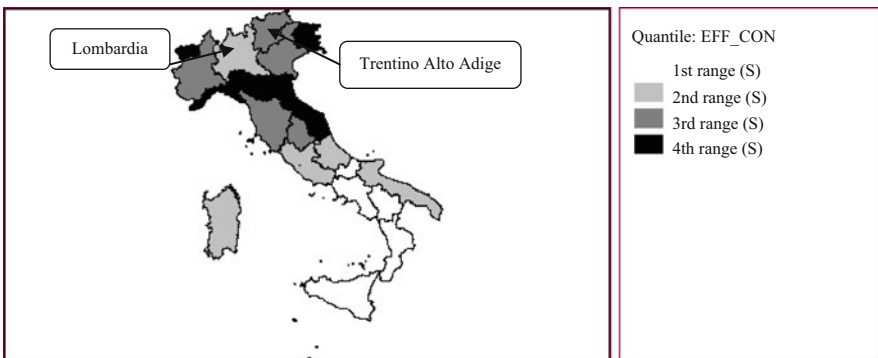 Lombardia
Trentino Alto Adige
Quantile: EFF_CON
1st range (S)
2nd range (S)
3rd range (S)
4th range (S)